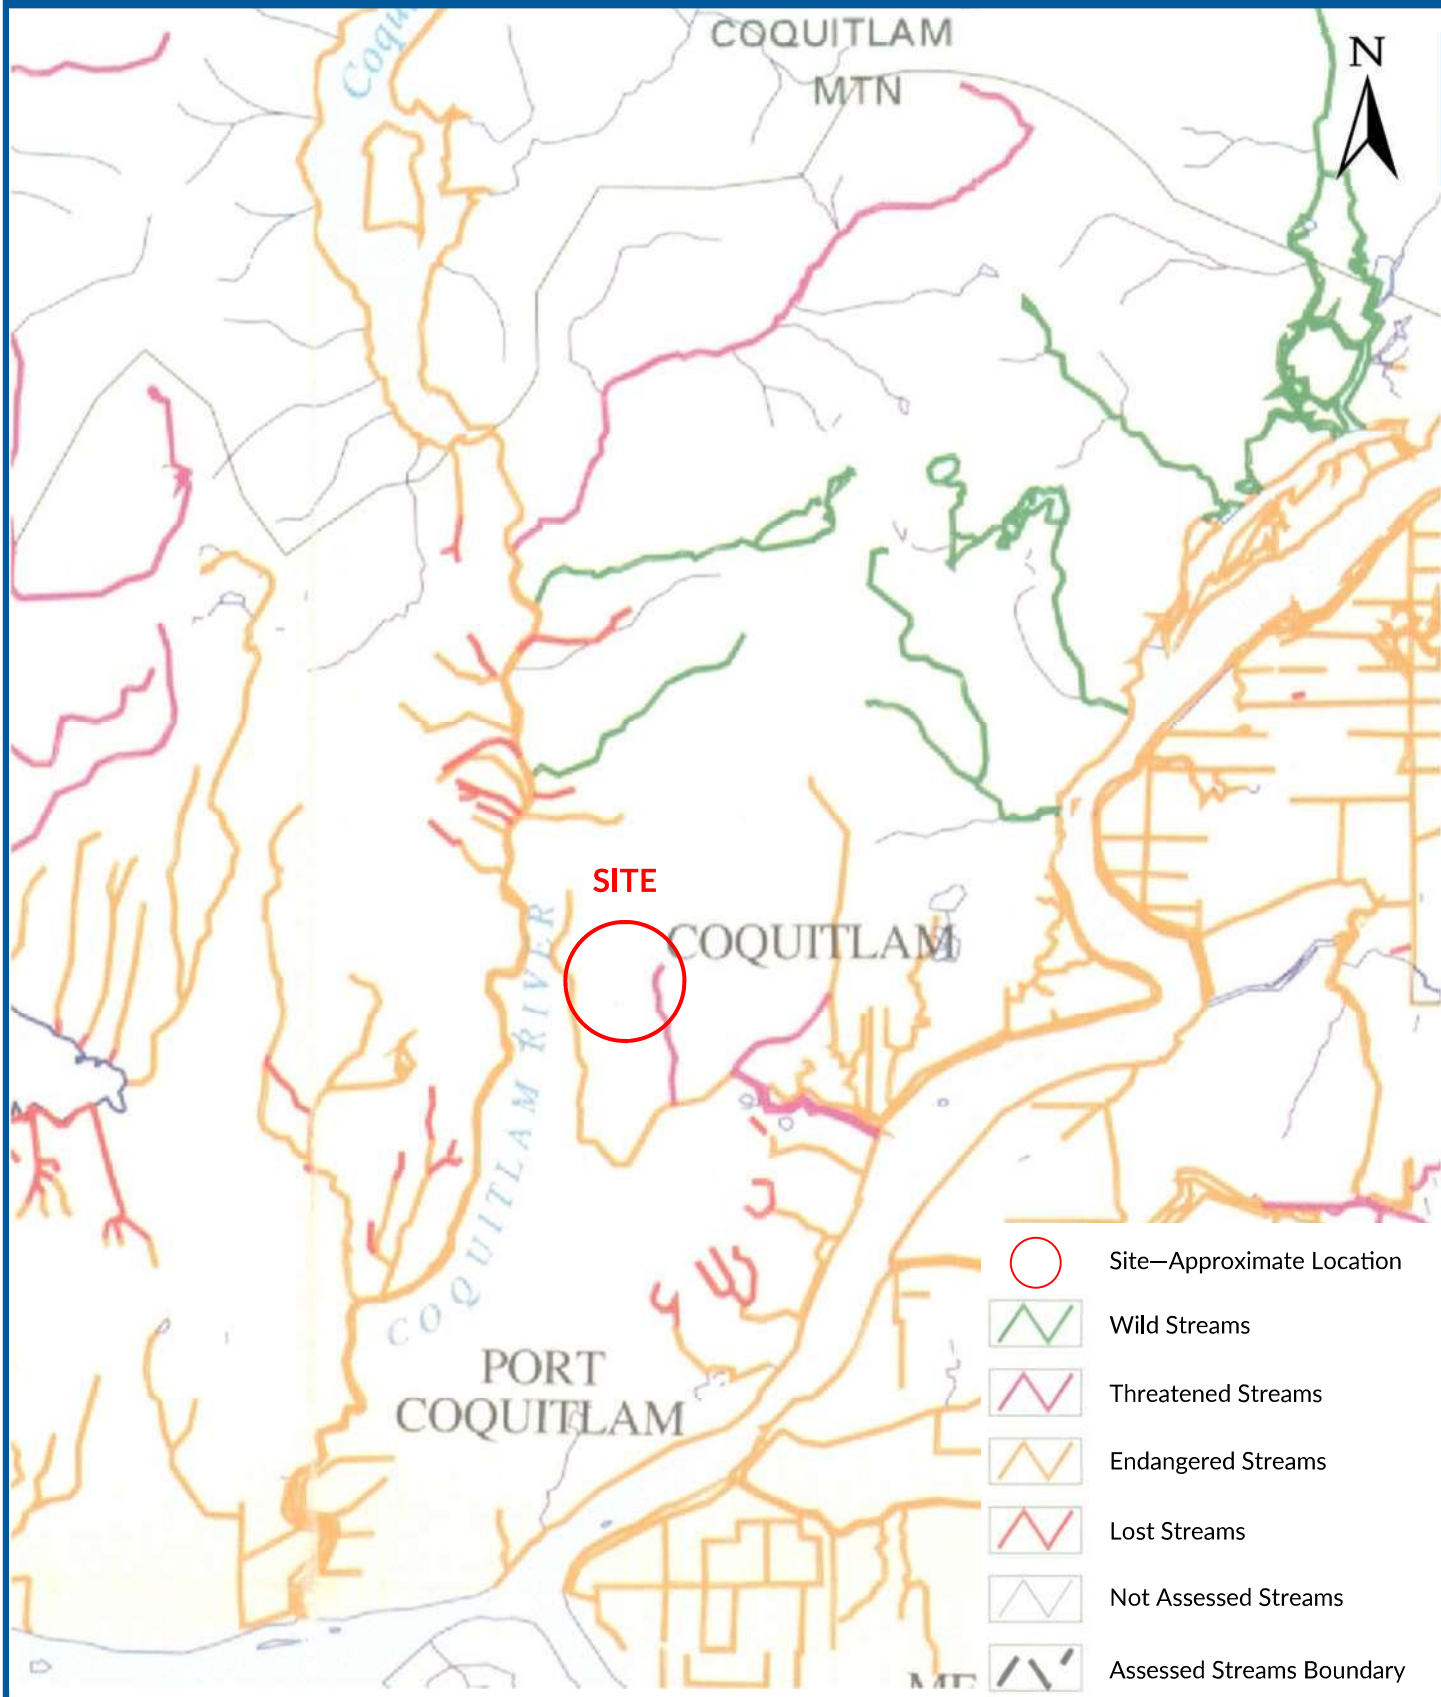 Coqu
COQUITLAM
MTN
N
SITE
COQUITLAM
COQUITLAM RIVER
PORT
COQUITLAM
Site—Approximate Location
Wild Streams
Threatened Streams
Endangered Streams
Lost Streams
Not Assessed Streams
Assessed Streams Boundary